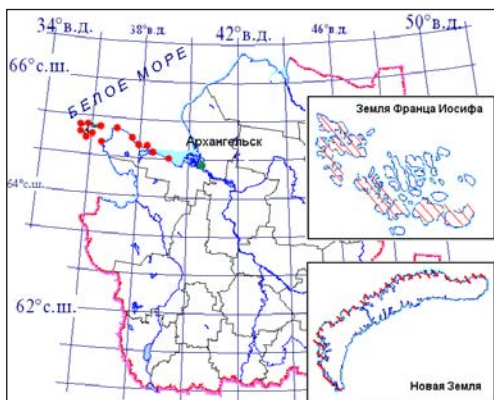 34°в.д.
38°в.д.
42°в.д.
46°в.д.
50°в.д.
66°с.ш.
БЕЛОЕ МОРЕ
Земля Франца Иосифа
Архангельск
64°с.ш.
62°с.ш.
Новая Земля